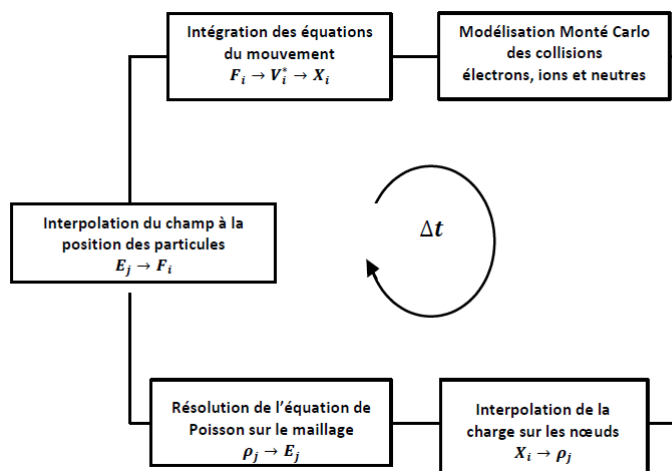 Intégration des équations
du mouvement
F_i → V_i^* → X_i
Modélisation Monté Carlo
des collisions
électrons, ions et neutres
Interpolation du champ à la
position des particules
E_j → F_i
Δt
Résolution de l'équation de
Poisson sur le maillage
ρ_j → E_j
Interpolation de la
charge sur les nœuds
X_i → ρ_j